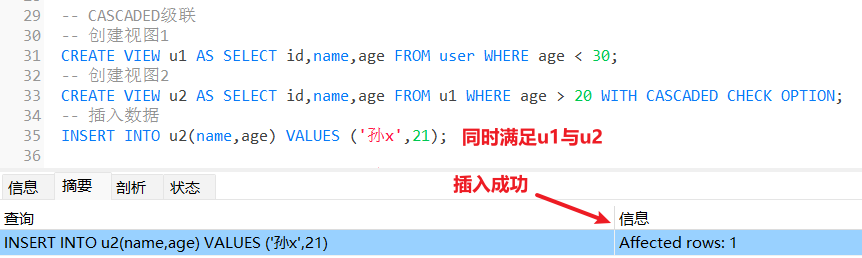 29 -- CASCADED级联
30 -- 创建视图1
31 CREATE VIEW u1 AS SELECT id,name,age FROM user WHERE age < 30;
32 -- 创建视图2
33 CREATE VIEW u2 AS SELECT id,name,age FROM u1 WHERE age > 20 WITH CASCADED CHECK OPTION;
34 -- 插入数据
35 INSERT INTO u2(name,age) VALUES ('孙x',21); 同时满足u1与u2
36
插入成功
信息 摘要 剖析 状态
查询 信息
INSERT INTO u2(name,age) VALUES ('孙x',21) Affected rows: 1